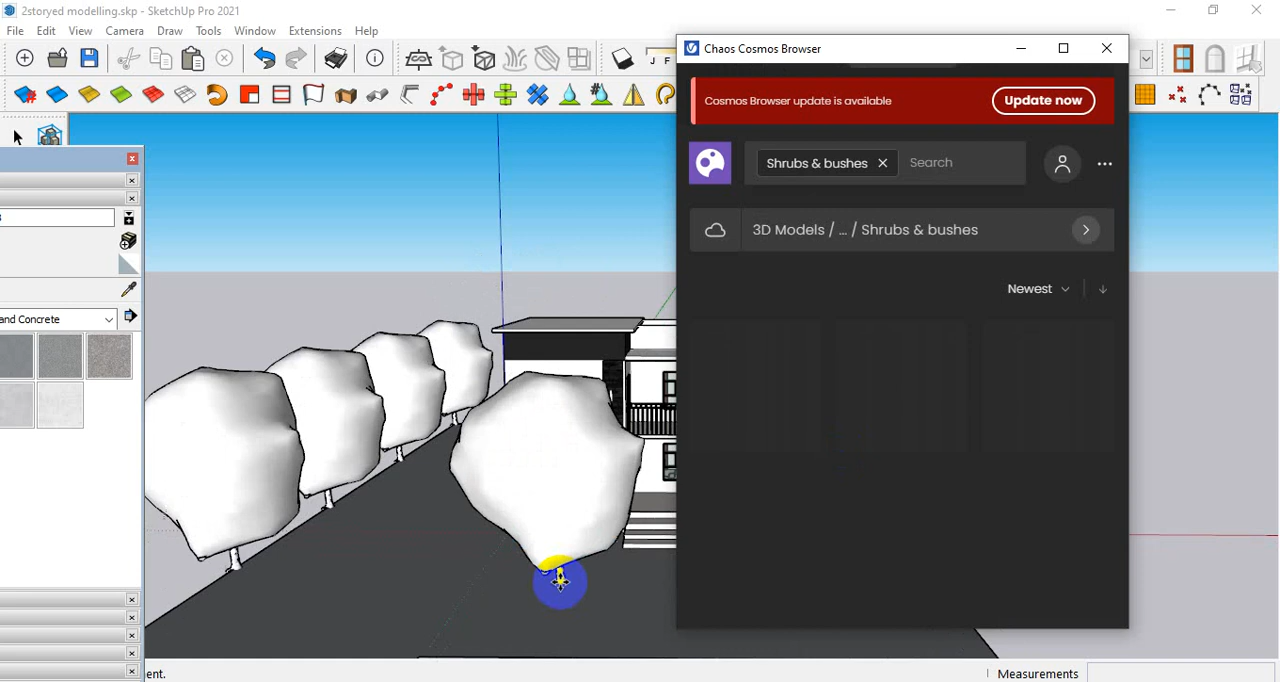 2storyed modelling.skp - SketchUp Pro 2021
File Edit View Camera Draw Tools Window Extensions Help
J F
Chaos Cosmos Browser
Cosmos Browser update is available
Update now
Shrubs & bushes
Search
3D Models / ... / Shrubs & bushes
Newest
and Concrete
ent.
Measurements